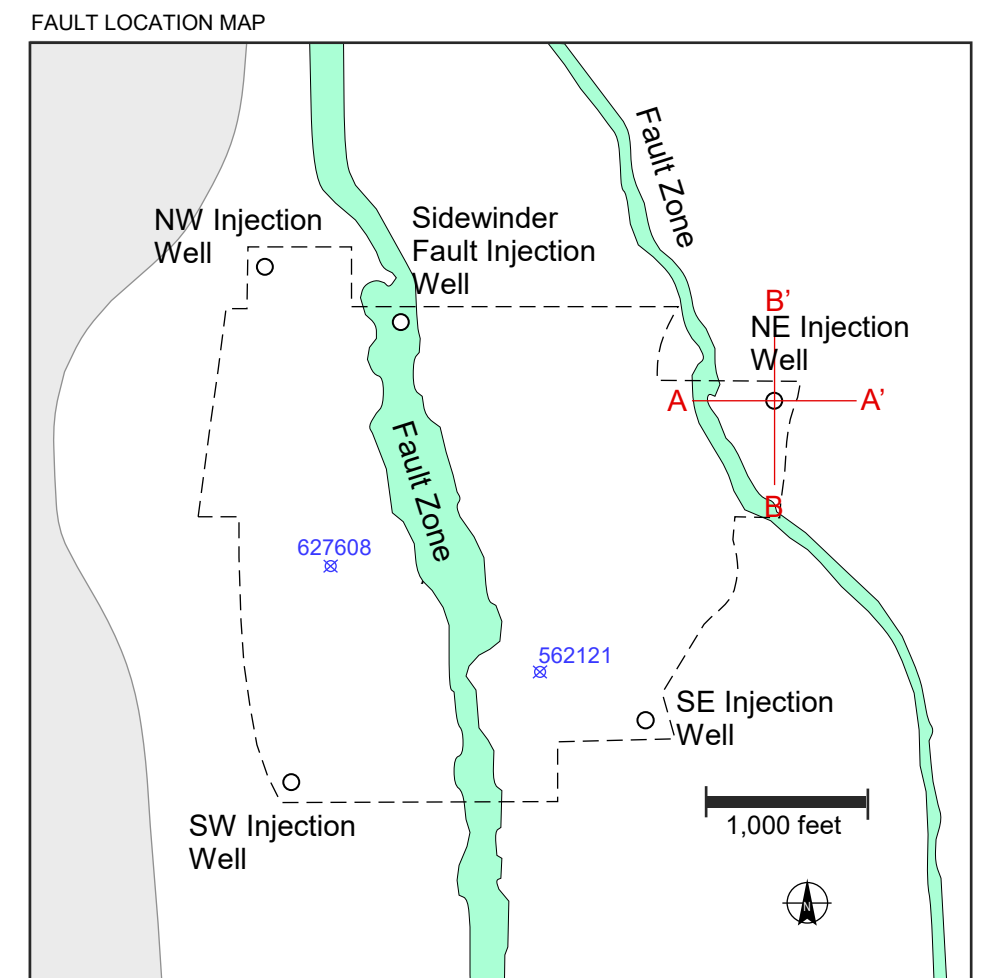 FAULT LOCATION MAP
Fault Zone
NW Injection
Well
Sidewinder
Fault Injection
Well
B’
NE Injection
Well
A
A’
Fault Zone
B
627608
562121
SE Injection
Well
1,000 feet
SW Injection
Well
N